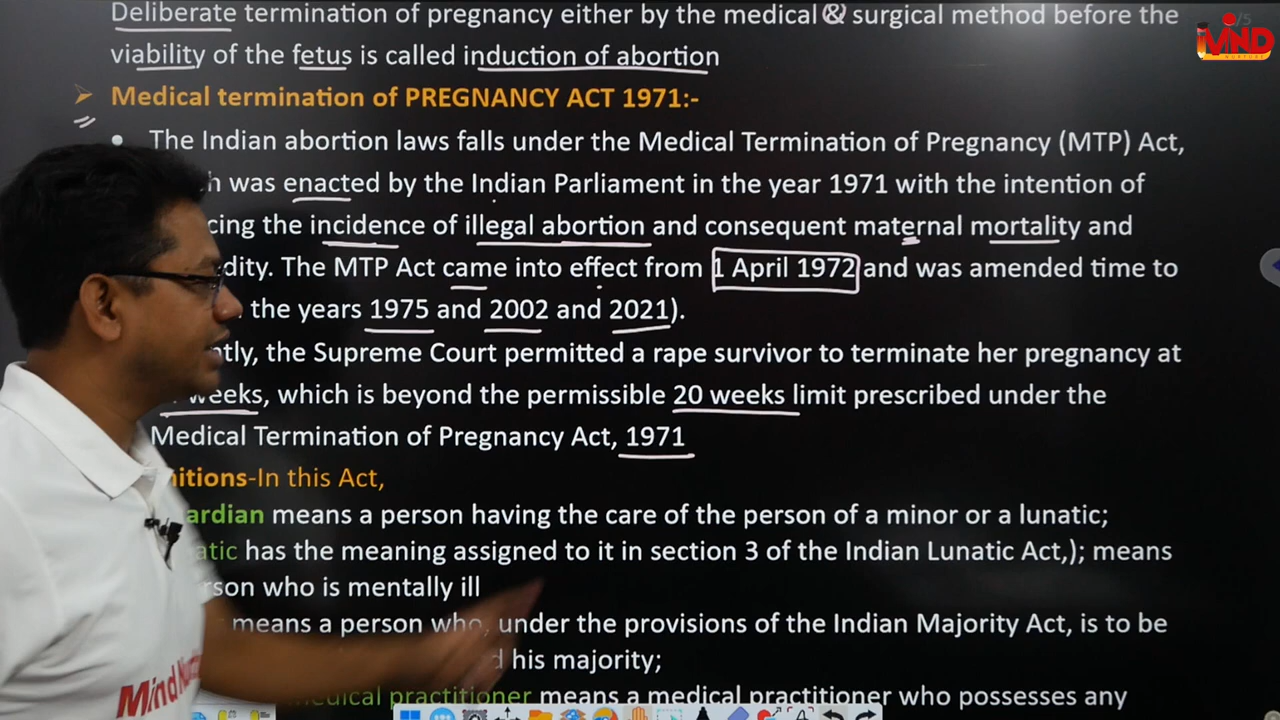 Deliberate termination of pregnancy either by the medical & surgical method before the
viability of the fetus is called induction of abortion
Medical termination of PREGNANCY ACT 1971:-
The Indian abortion laws falls under the Medical Termination of Pregnancy (MTP) Act,
was enacted by the Indian Parliament in the year 1971 with the intention of
the incidence of illegal abortion and consequent maternal mortality and
The MTP Act came into effect from 1 April 1972 and was amended time to
the years 1975 and 2002 and 2021).
the Supreme Court permitted a rape survivor to terminate her pregnancy at
weeks, which is beyond the permissible 20 weeks limit prescribed under the
Medical Termination of Pregnancy Act, 1971
-In this Act,
means a person having the care of the person of a minor or a lunatic;
has the meaning assigned to it in section 3 of the Indian Lunatic Act,); means
who is mentally ill
means a person who, under the provisions of the Indian Majority Act, is to be
his majority;
medical practitioner means a medical practitioner who possesses any
MIND